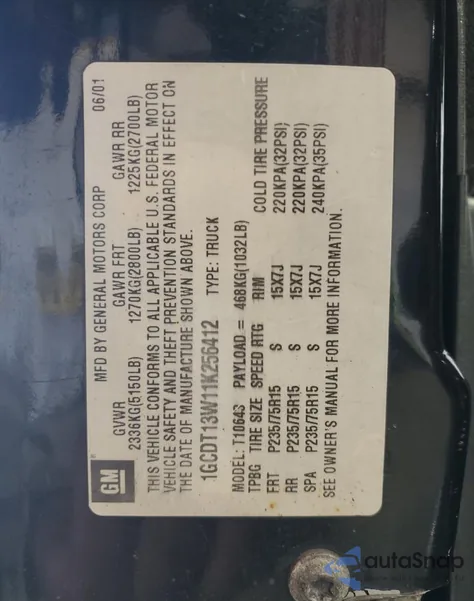 GM
MFD BY GENERAL MOTORS CORP 06/01
GVWR GAWR FRT GAWR RR
2336KG(5150LB) 1270KG(2800LB) 1225KG(2700LB)
THIS VEHICLE CONFORMS TO ALL APPLICABLE U.S. FEDERAL MOTOR
VEHICLE SAFETY AND THEFT PREVENTION STANDARDS IN EFFECT ON
THE DATE OF MANUFACTURE SHOWN ABOVE.
1GCDT13W11K256412 TYPE: TRUCK
MODEL: T10643 PAYLOAD = 468KG(1032LB)
TPBG TIRE SIZE SPEED RTG RIM COLD TIRE PRESSURE
FRT P235/75R15 S 15X7J 220KPA(32PSI)
RR P235/75R15 S 15X7J 220KPA(32PSI)
SPA P235/75R15 S 15X7J 240KPA(35PSI)
SEE OWNER'S MANUAL FOR MORE INFORMATION.
autaSnap